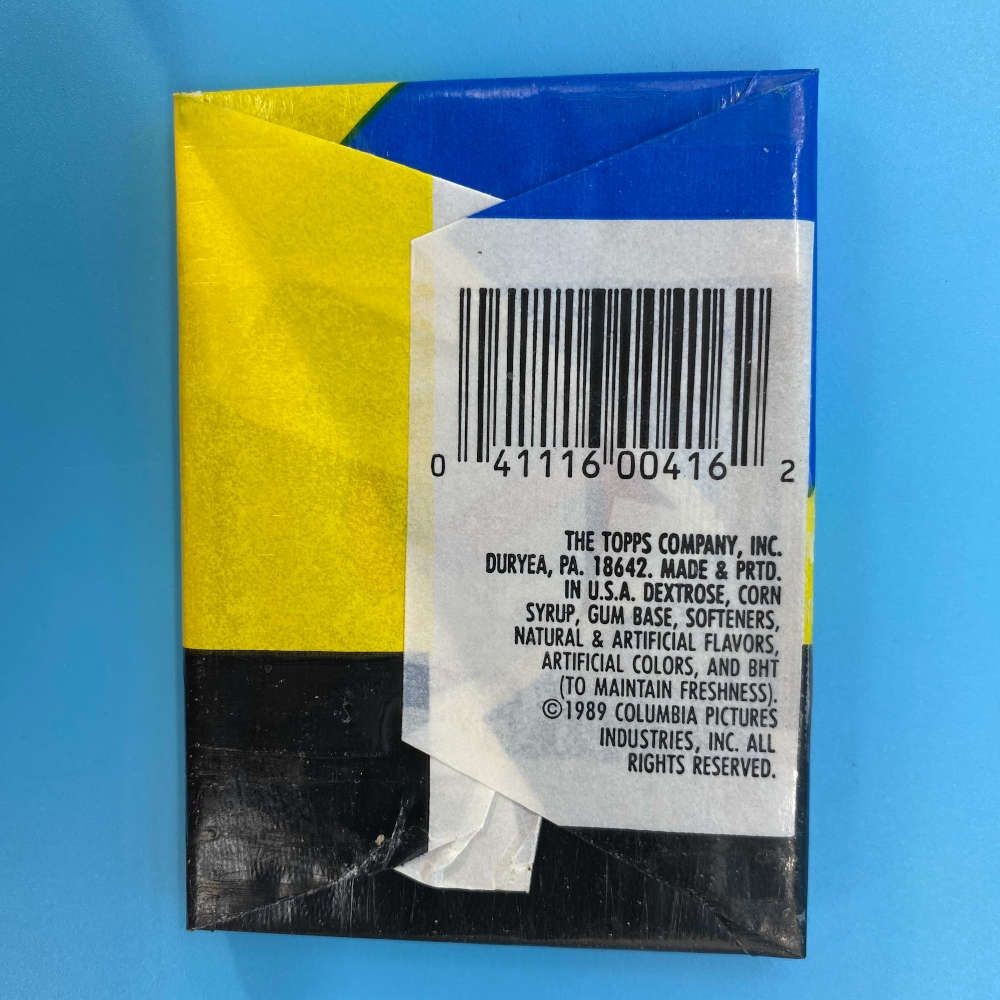 0 41116 00416 2
THE TOPPS COMPANY, INC.
DURYEA, PA. 18642. MADE & PRTD.
IN U.S.A. DEXTROSE, CORN
SYRUP, GUM BASE, SOFTENERS,
NATURAL & ARTIFICIAL FLAVORS,
ARTIFICIAL COLORS, AND BHT
(TO MAINTAIN FRESHNESS).
©1989 COLUMBIA PICTURES
INDUSTRIES, INC. ALL
RIGHTS RESERVED.